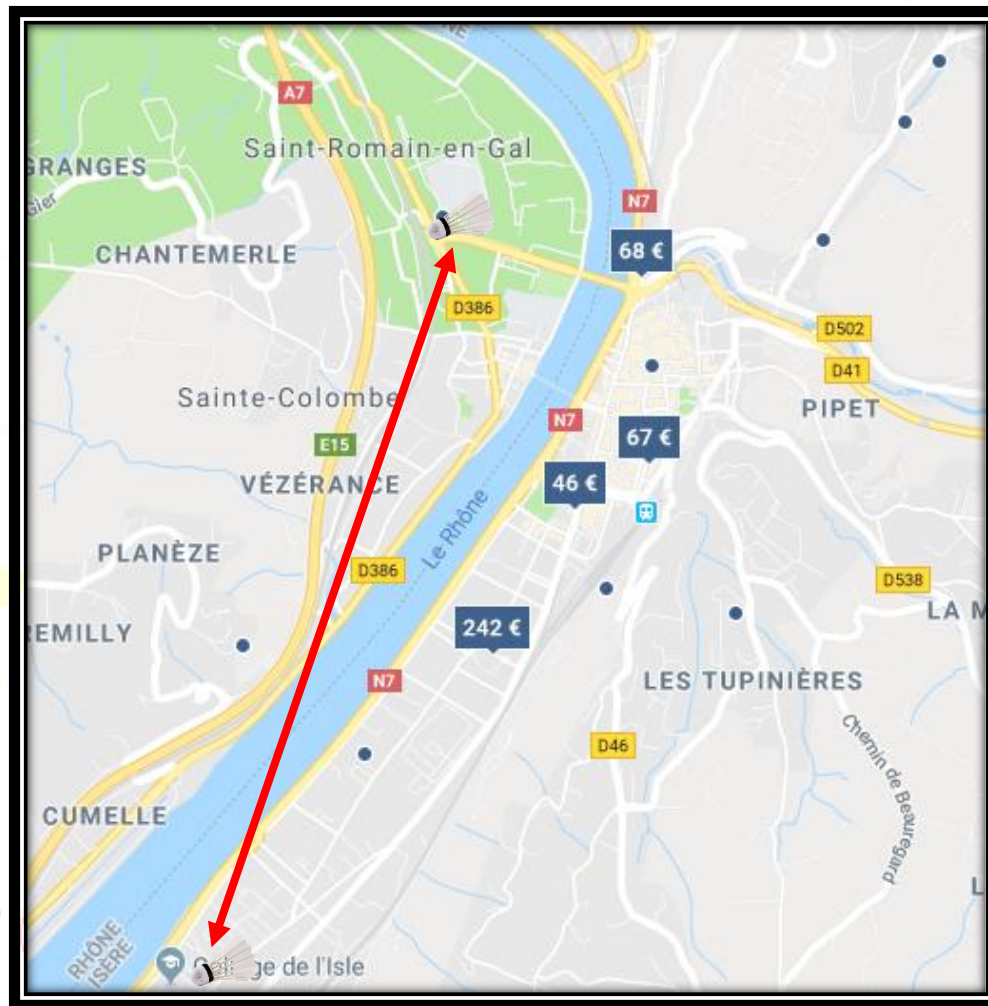 A7
Saint-Romain-en-Gal
GRANGES
Gier
N7
CHANTEMERLE
68 €
D386
D502
D41
Sainte-Colombe
PIPET
N7
67 €
E15
VÉZÉRANCE
46 €
Le Rhône
PLANÈZE
D386
D538
LA M
REMILLY
242 €
N7
LES TUPINIÈRES
D46
Chemin de Beauregard
CUMELLE
L
RHÔNE
ISÈRE
ge de l'Isle